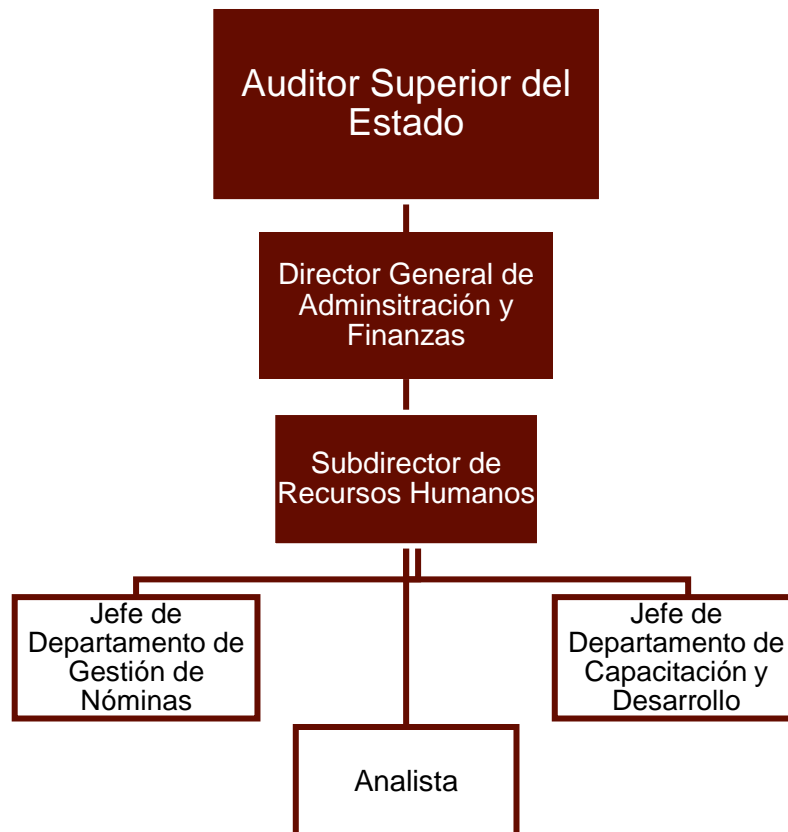 Auditor Superior del
Estado
Director General de
Adminsitración y
Finanzas
Subdirector de
Recursos Humanos
Jefe de
Departamento de
Gestión de
Nóminas
Jefe de
Departamento de
Capacitación y
Desarrollo
Analista